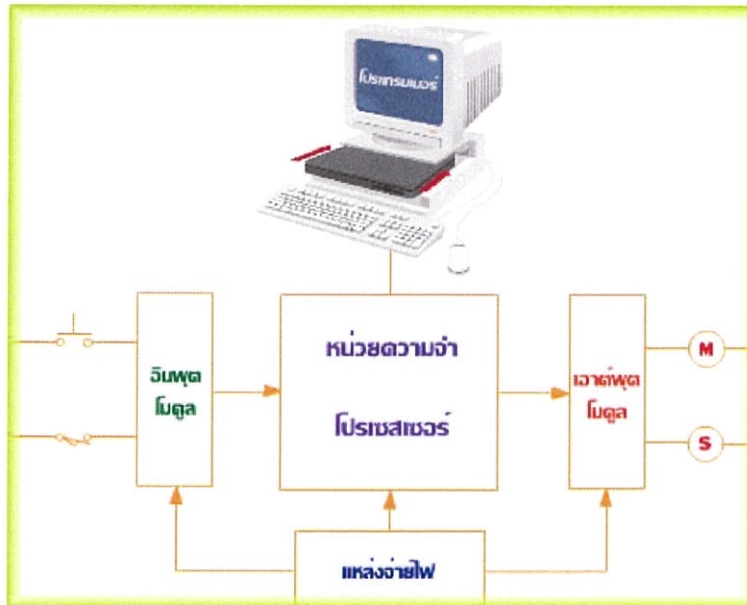 โปรแกรมเมอร์
หน่วยความจำ
โปรเซสเซอร์
อินพุต
โมดูล
เอาต์พุต
โมดูล
M
S
แหล่งจ่ายไฟ